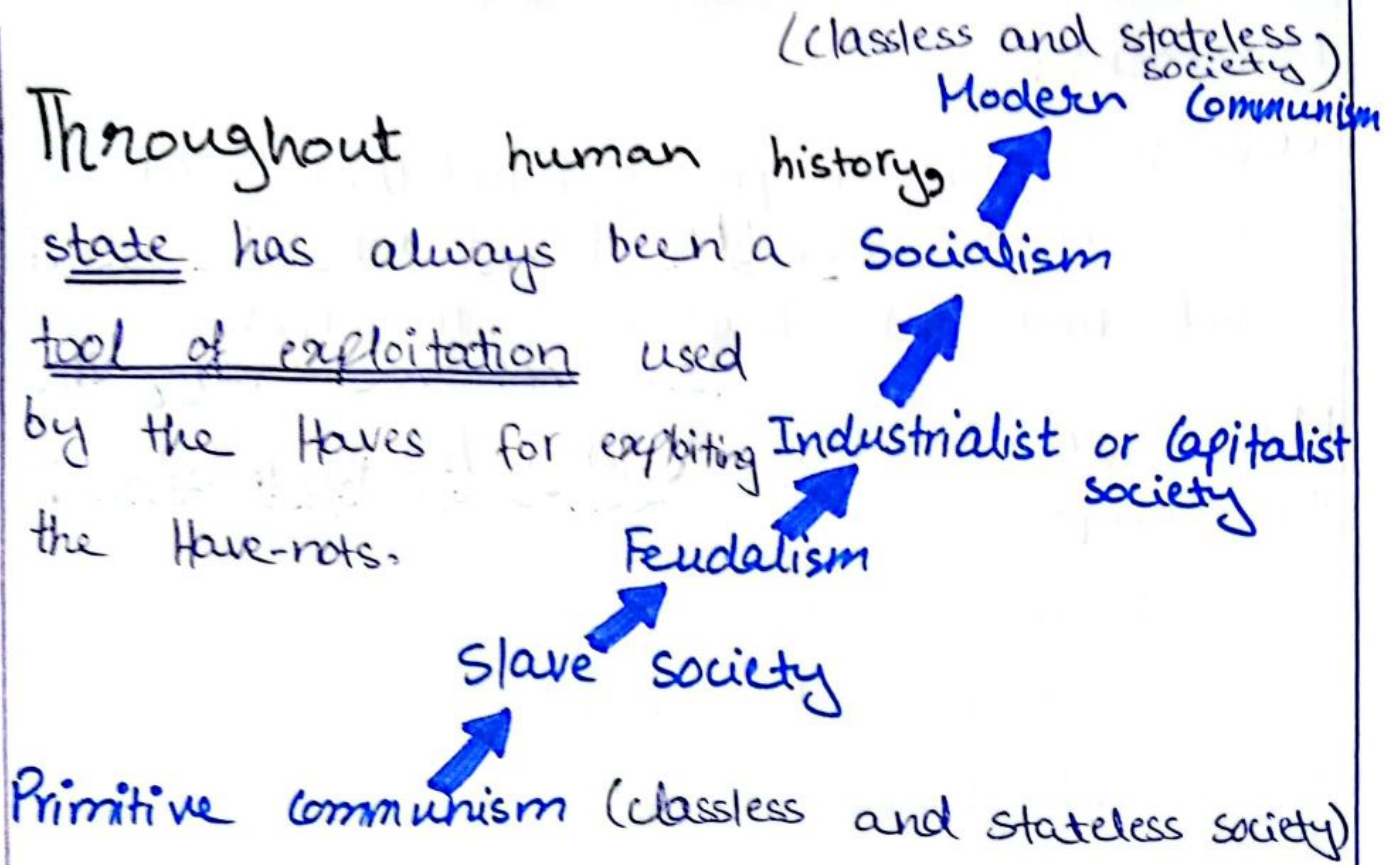 (classless and stateless
society)
Modern Communism
Throughout human history,
state has always been a
Socialism
tool of exploitation used
by the Haves for exploiting
Industrialist or Capitalist
society
the Have-nots.
Feudalism
Slave society
Primitive Communism (classless and stateless society)